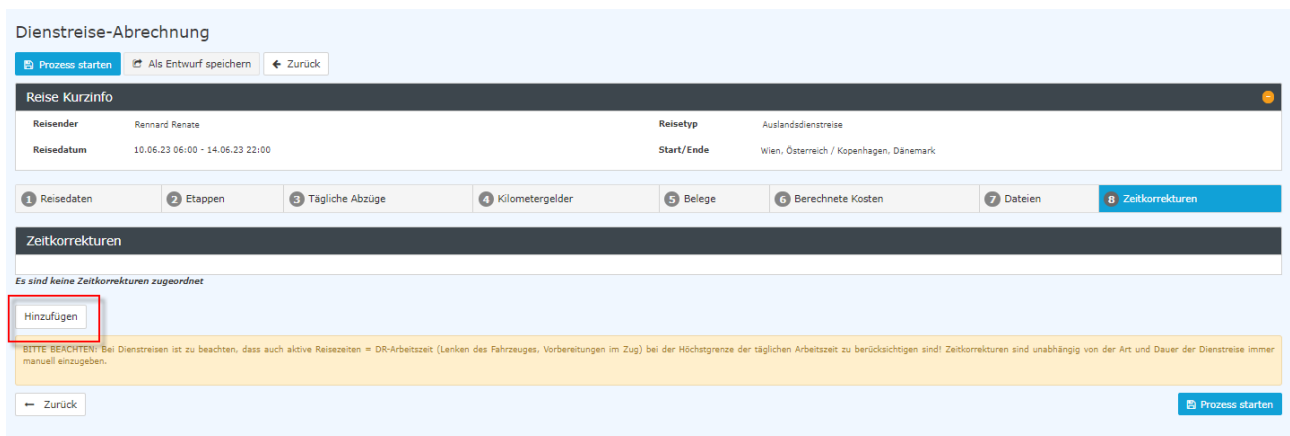 Dienstreise-Abrechnung
Prozess starten Als Entwurf speichern Zurück
Reise Kurzinfo
Reisender Rennard Renate Reisetyp Auslandsdienstreise
Reisedatum 10.06.23 06:00 - 14.06.23 22:00 Start/Ende Wien, Österreich / Kopenhagen, Dänemark
1 Reisedaten 2 Etappen 3 Tägliche Abzüge 4 Kilometergelder 5 Belege 6 Berechnete Kosten 7 Dateien 8 Zeitkorrekturen
Zeitkorrekturen
Es sind keine Zeitkorrekturen zugeordnet
Hinzufügen
BITTE BEACHTEN: Bei Dienstreisen ist zu beachten, dass auch aktive Reisezeiten = DR-Arbeitszeit (Lenken des Fahrzeuges, Vorbereitungen im Zug) bei der Höchstgrenze der täglichen Arbeitszeit zu berücksichtigen sind! Zeitkorrekturen sind unabhängig von der Art und Dauer der Dienstreise immer
manuell einzugeben.
Zurück Prozess starten